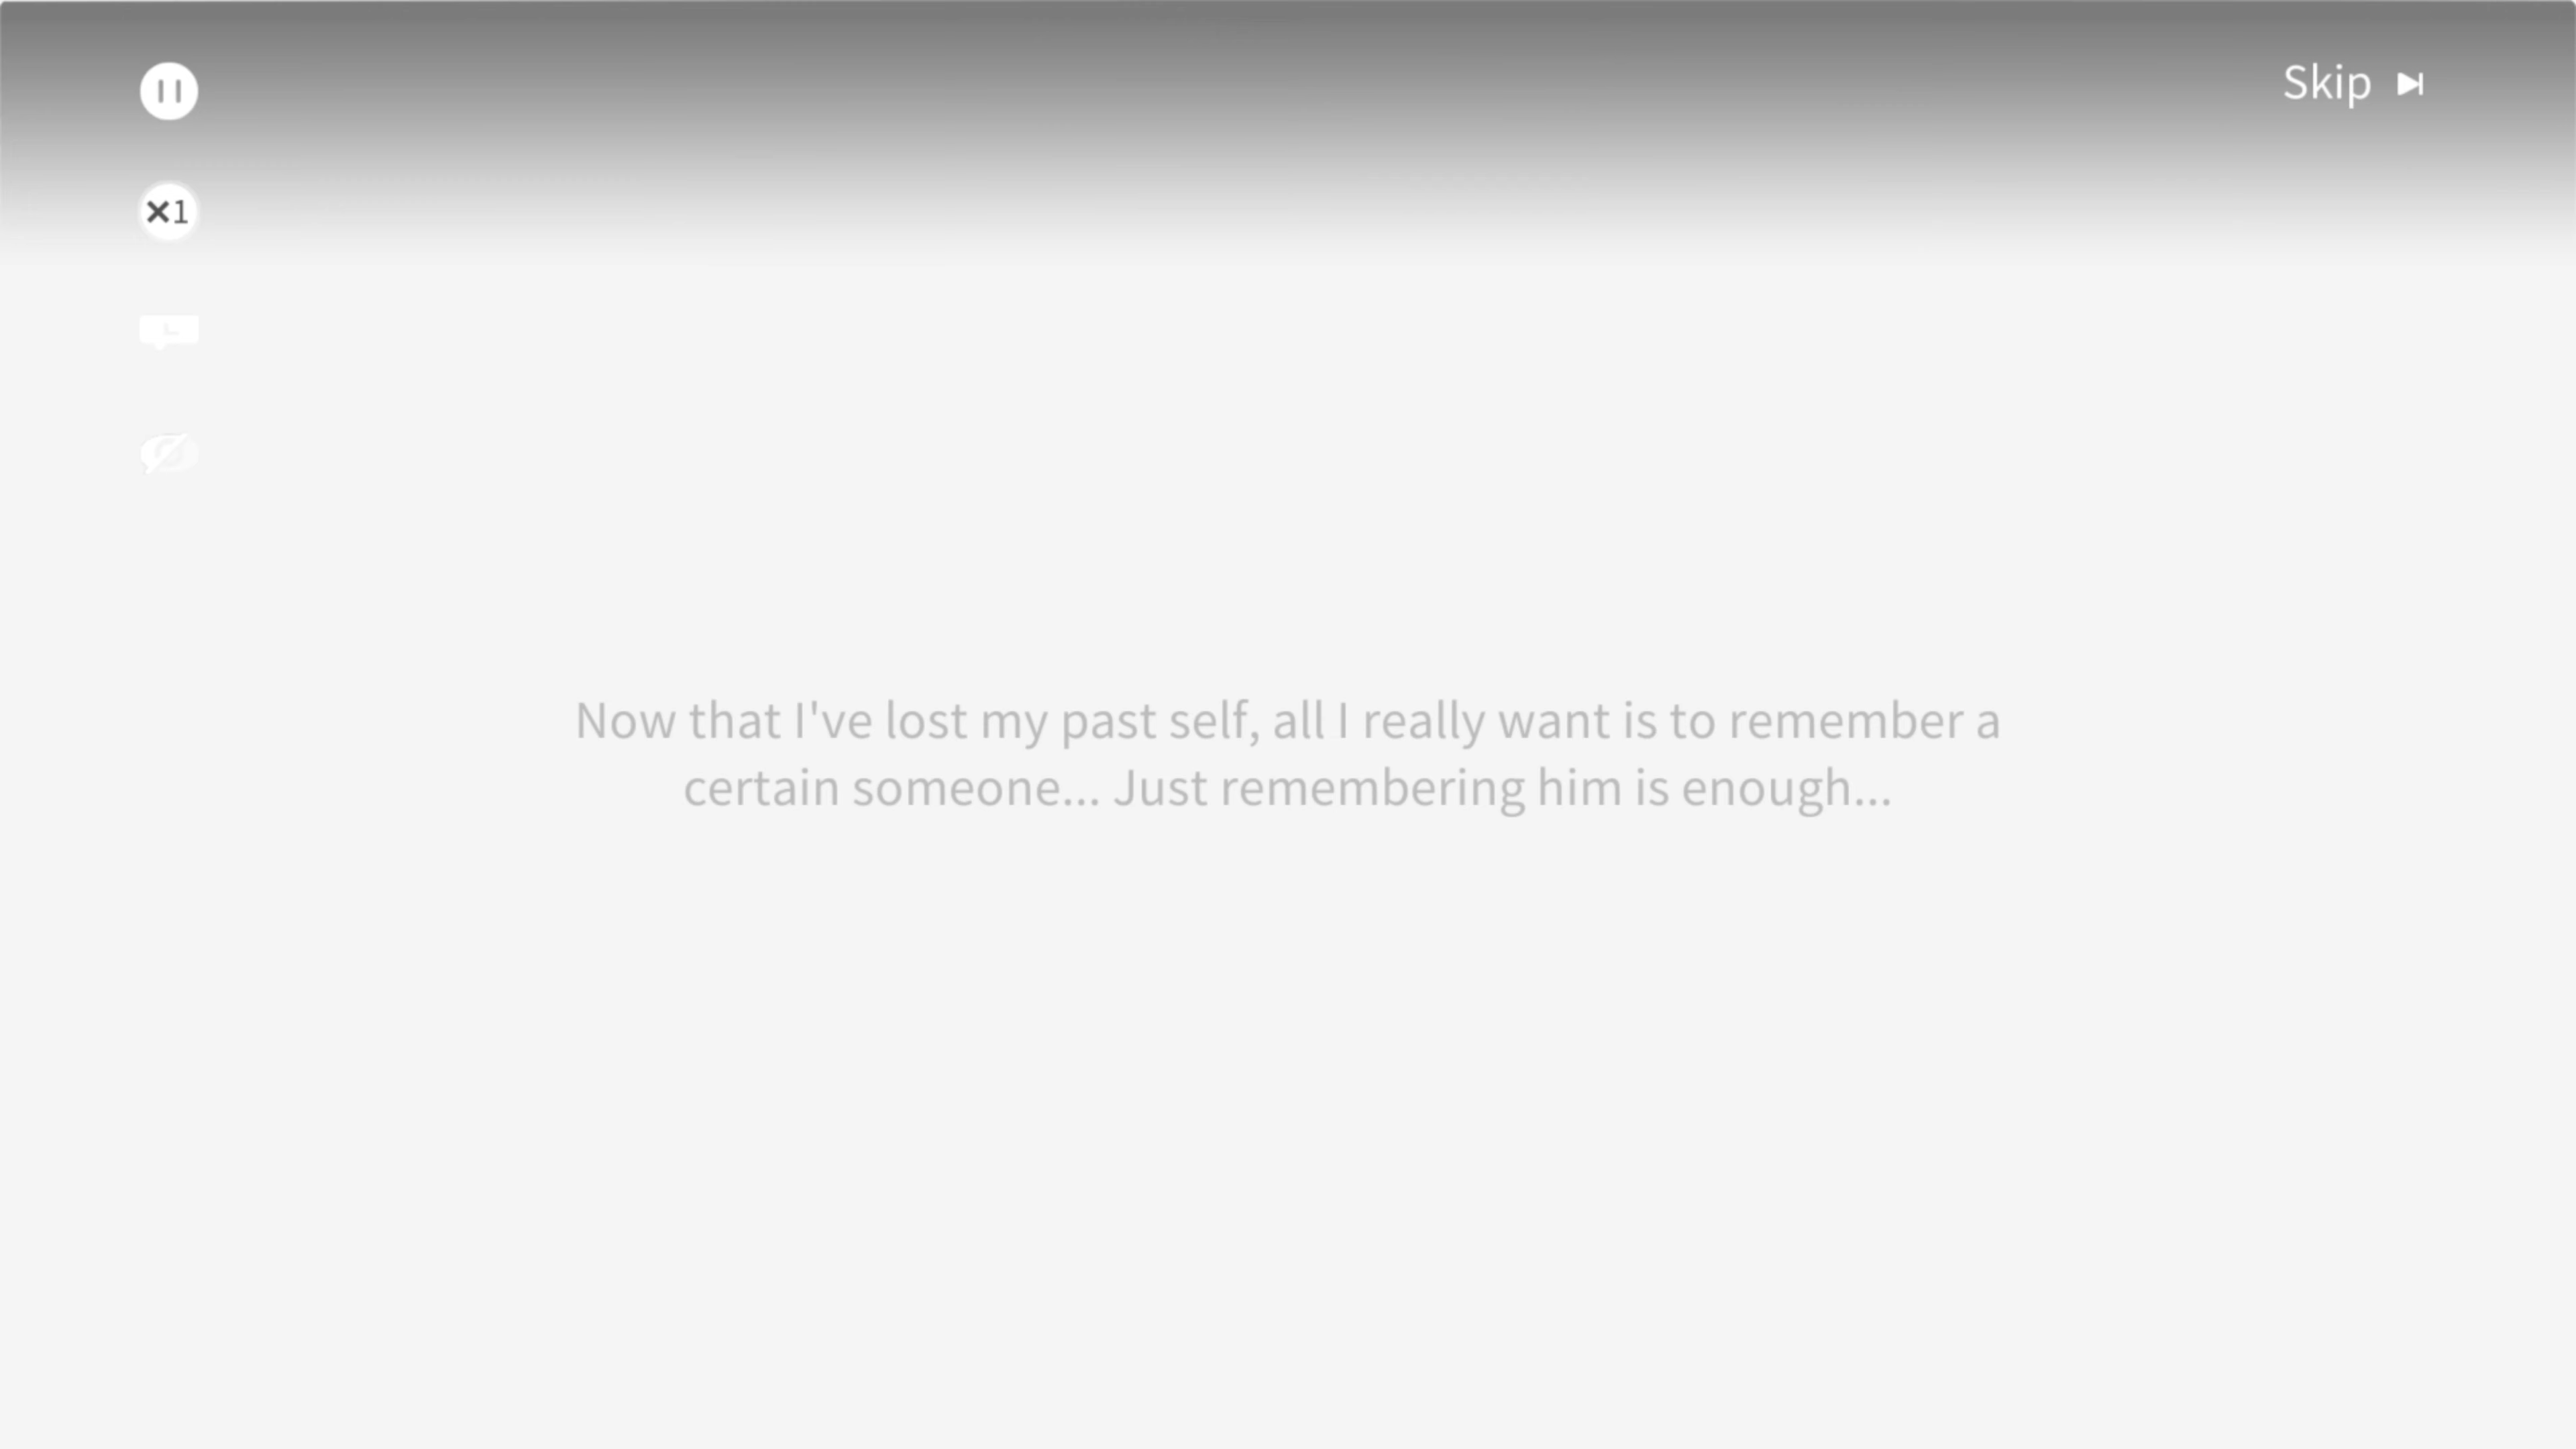 Skip
×1
Now that I've lost my past self, all I really want is to remember a
certain someone... Just remembering him is enough...